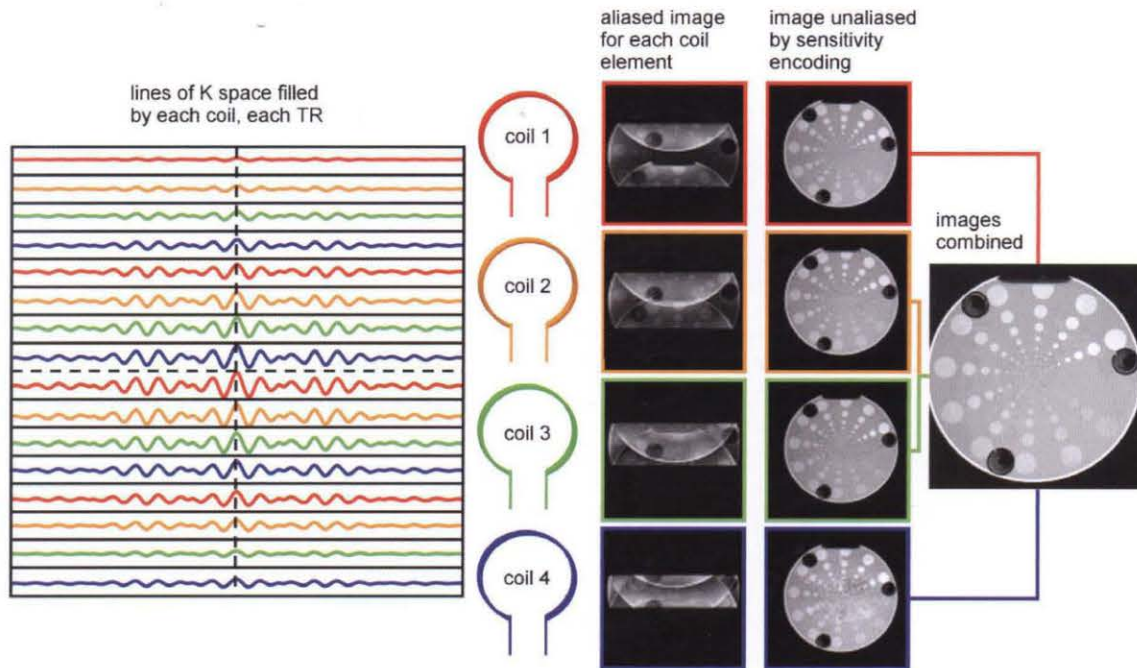 lines of K space filled
by each coil, each TR
aliased image
for each coil
element
image unaliased
by sensitivity
encoding
coil 1
coil 2
coil 3
coil 4
images
combined